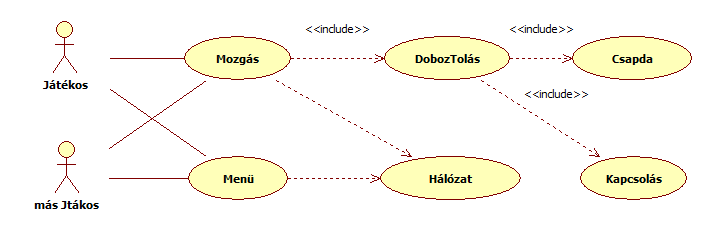 <<include>>
<<include>>
Mozgás
DobozTolás
Csapda
Játékos
<<include>>
Menü
Hálózat
Kapcsolás
más Jtákos